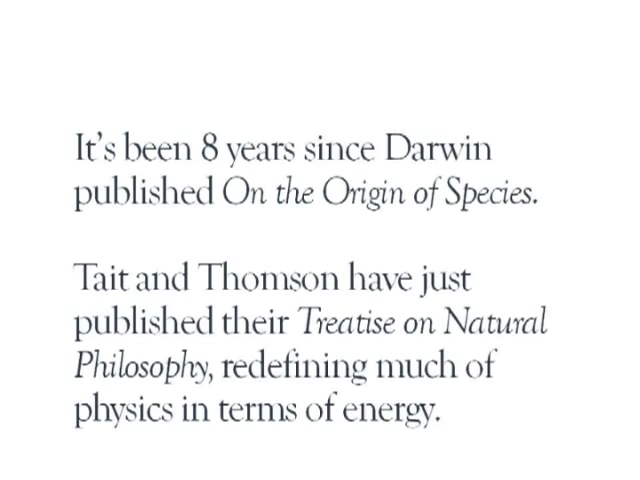 It's been 8 years since Darwin
published On the Origin of Species.
Tait and Thomson have just
published their Treatise on Natural
Philosophy, redefining much of
physics in terms of energy.